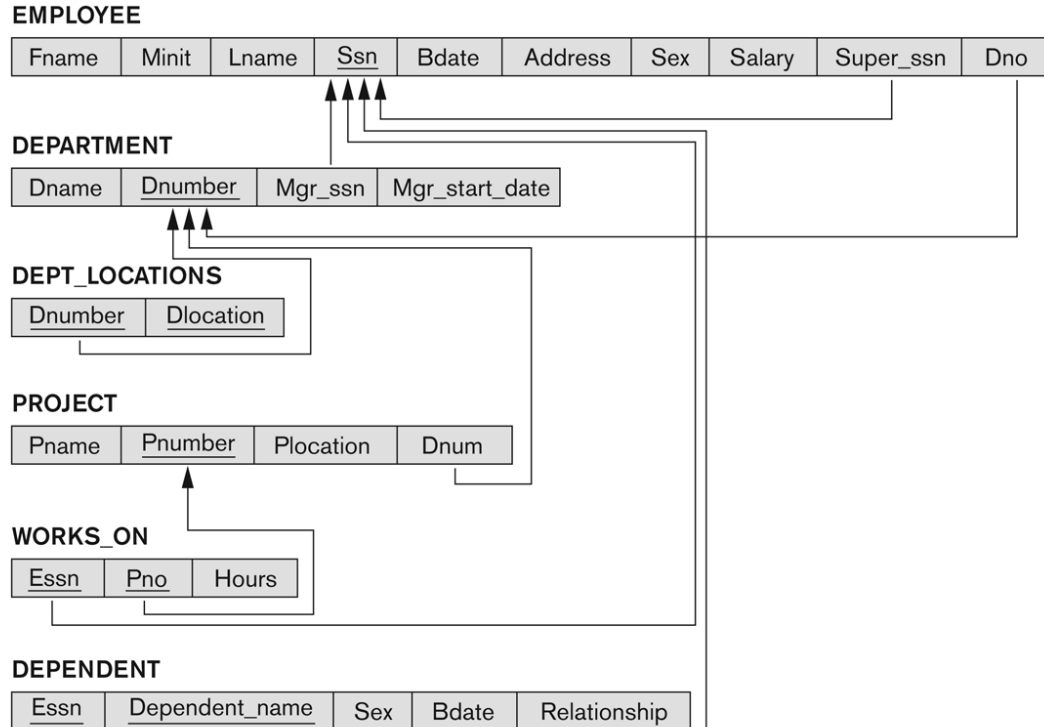 EMPLOYEE
Fname Minit Lname Ssn Bdate Address Sex Salary Super_ssn Dno
DEPARTMENT
Dname Dnumber Mgr_ssn Mgr_start_date
DEPT_LOCATIONS
Dnumber Dlocation
PROJECT
Pname Pnumber Plocation Dnum
WORKS_ON
Essn Pno Hours
DEPENDENT
Essn Dependent_name Sex Bdate Relationship